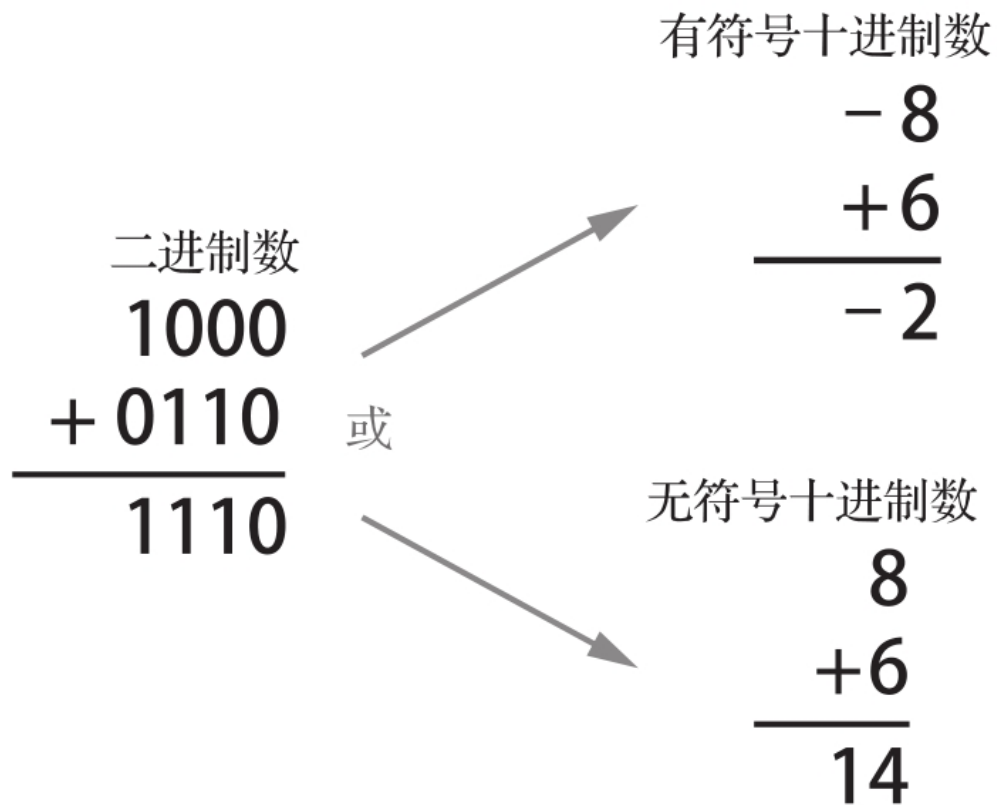 二进制数
1000
+ 0110
1110
或
有符号十进制数
− 8
+ 6
− 2
无符号十进制数
8
+6
14